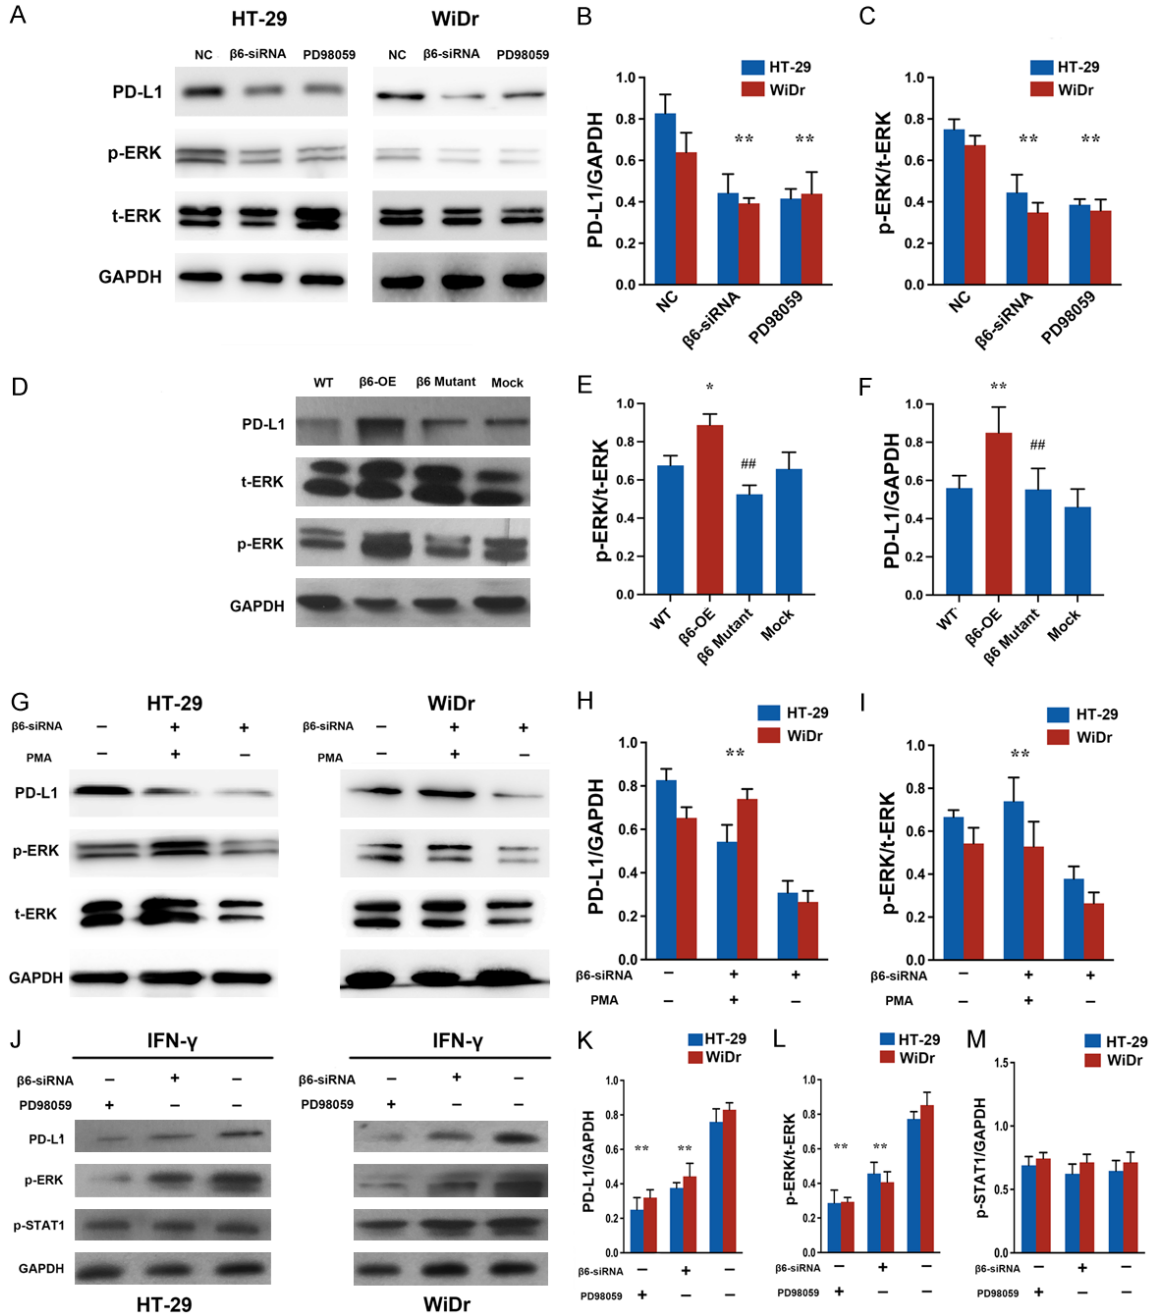 A
HT-29
WiDr
NC β6-siRNA PD98059
NC β6-siRNA PD98059
PD-L1
p-ERK
t-ERK
GAPDH
B
HT-29
WiDr
PD-L1/GAPDH
1.0
0.8
0.6
0.4
0.2
0.0
** **
NC
β6-siRNA
PD98059
C
HT-29
WiDr
p-ERK/t-ERK
1.0
0.8
0.6
0.4
0.2
0.0
** **
NC
β6-siRNA
PD98059
D
WT β6-OE β6 Mutant Mock
PD-L1
t-ERK
p-ERK
GAPDH
E
p-ERK/t-ERK
1.0
0.8
0.6
0.4
0.2
0.0
*
##
WT
β6-OE
β6 Mutant
Mock
F
PD-L1/GAPDH
1.0
0.8
0.6
0.4
0.2
0.0
**
##
WT
β6-OE
β6 Mutant
Mock
G
HT-29
β6-siRNA − + +
PMA − + −
PD-L1
p-ERK
t-ERK
GAPDH
WiDr
β6-siRNA − + +
PMA − + −
H
HT-29
WiDr
PD-L1/GAPDH
1.0
0.8
0.6
0.4
0.2
0.0
**
β6-siRNA − + +
PMA − + −
I
HT-29
WiDr
p-ERK/t-ERK
1.0
0.8
0.6
0.4
0.2
0.0
**
β6-siRNA − + +
PMA − + −
J
IFN-γ
β6-siRNA − + −
PD98059 + − −
PD-L1
p-ERK
p-STAT1
GAPDH
HT-29
IFN-γ
β6-siRNA − + −
PD98059 + − −
WiDr
K
HT-29
WiDr
PD-L1/GAPDH
1.0
0.8
0.6
0.4
0.2
0.0
** **
β6-siRNA − + −
PD98059 + − −
L
HT-29
WiDr
p-ERK/t-ERK
1.0
0.8
0.6
0.4
0.2
0.0
** **
β6-siRNA − + −
PD98059 + − −
M
HT-29
WiDr
p-STAT1/GAPDH
1.5
1.0
0.5
0.0
β6-siRNA − + −
PD98059 + − −